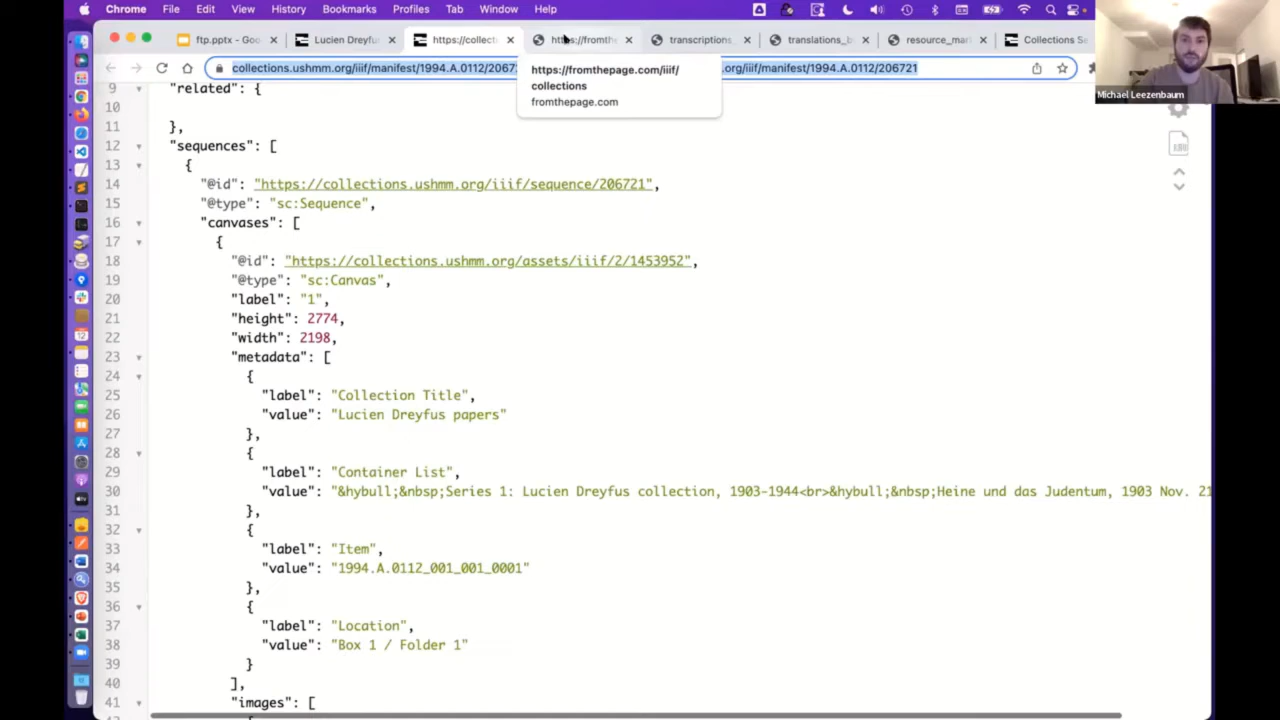 Chrome File Edit View History Bookmarks Profiles Tab Window Help
ftp.pptx - Goo
Lucien Dreyfu
https://collect
https://fromthe
transcriptions_
translations_b
resource_mar
Collections Se
collections.ushmm.org/iiif/manifest/1994.A.0112/2067
org/iiif/manifest/1994.A.0112/206721
https://fromthepage.com/iiif/
collections
fromthepage.com
Michael Leezenbaum
9 "related": {
10
11 },
12 "sequences": [
13 {
14 "@id": "https://collections.ushmm.org/iiif/sequence/206721",
15 "@type": "sc:Sequence",
16 "canvases": [
17 {
18 "@id": "https://collections.ushmm.org/assets/iiif/2/1453952",
19 "@type": "sc:Canvas",
20 "label": "1",
21 "height": 2774,
22 "width": 2198,
23 "metadata": [
24 {
25 "label": "Collection Title",
26 "value": "Lucien Dreyfus papers"
27 },
28 {
29 "label": "Container List",
30 "value": "&hybull;&nbsp;Series 1: Lucien Dreyfus collection, 1903-1944<br>&hybull;&nbsp;Heine und das Judentum, 1903 Nov. 21
31 },
32 {
33 "label": "Item",
34 "value": "1994.A.0112_001_001_0001"
35 },
36 {
37 "label": "Location",
38 "value": "Box 1 / Folder 1"
39 }
40 ],
41 "images": [